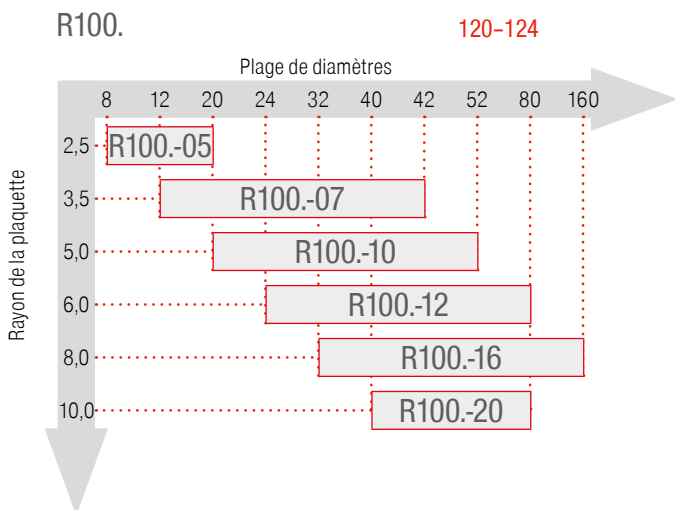 R100. 120–124
Plage de diamètres
8 12 20 24 32 40 42 52 80 160
Rayon de la plaquette
2,5 R100.-05
3,5 R100.-07
5,0 R100.-10
6,0 R100.-12
8,0 R100.-16
10,0 R100.-20